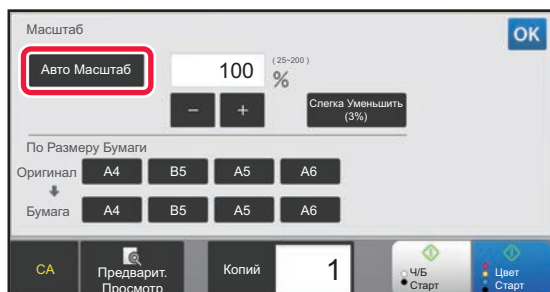 Масштаб
OK
Авто Масштаб
100
(25~200)
%
Слегка Уменьшить
(3%)
По Размеру Бумаги
Оригинал
A4
B5
A5
A6
Бумага
A4
B5
A5
A6
CA
Предварит.
Просмотр
Копий
1
Ч/Б
Старт
Цвет
Старт